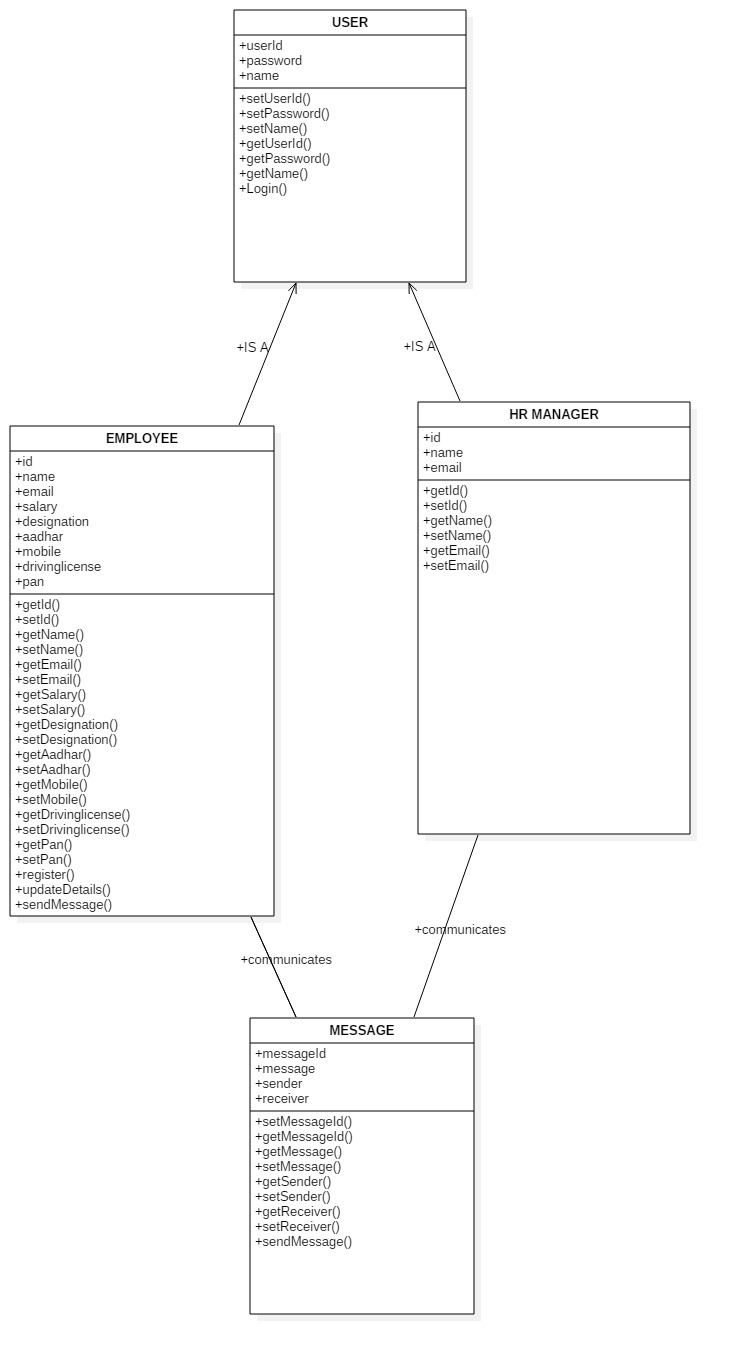 USER
+userId
+password
+name
+setUserId()
+setPassword()
+setName()
+getUserId()
+getPassword()
+getName()
+Login()
+IS A
+IS A
EMPLOYEE
+id
+name
+email
+salary
+designation
+aadhar
+mobile
+drivinglicense
+pan
+getId()
+setId()
+getName()
+setName()
+getEmail()
+setEmail()
+getSalary()
+setSalary()
+getDesignation()
+setDesignation()
+getAadhar()
+setAadhar()
+getMobile()
+setMobile()
+getDrivinglicense()
+setDrivinglicense()
+getPan()
+setPan()
+register()
+updateDetails()
+sendMessage()
HR MANAGER
+id
+name
+email
+getId()
+setId()
+getName()
+setName()
+getEmail()
+setEmail()
+communicates
+communicates
MESSAGE
+messageId
+message
+sender
+receiver
+setMessageId()
+getMessageId()
+getMessage()
+setMessage()
+getSender()
+setSender()
+getReceiver()
+setReceiver()
+sendMessage()